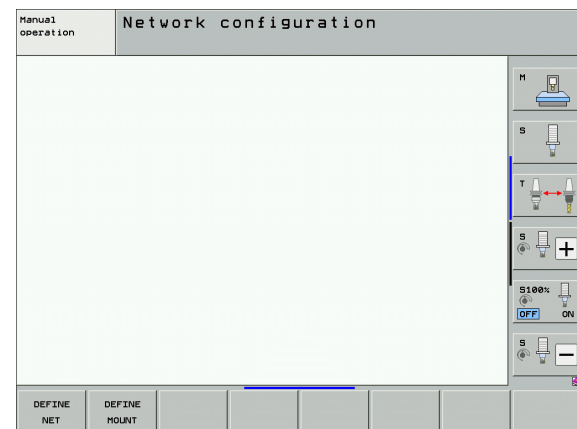 Manual
operation
Network configuration
M
S
T
S
S100%
OFF ON
S
DEFINE
NET
DEFINE
MOUNT